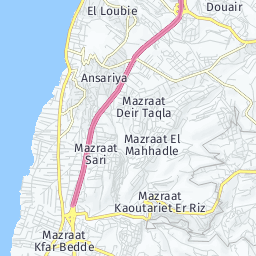 El Loubie
Douair
Ansariya
Mazraat
Deir Taqla
Mazraat El
Mahhadle
Mazraat
Sari
Mazraat
Kaoutariet Er Riz
Mazraat
Kfar Bedde